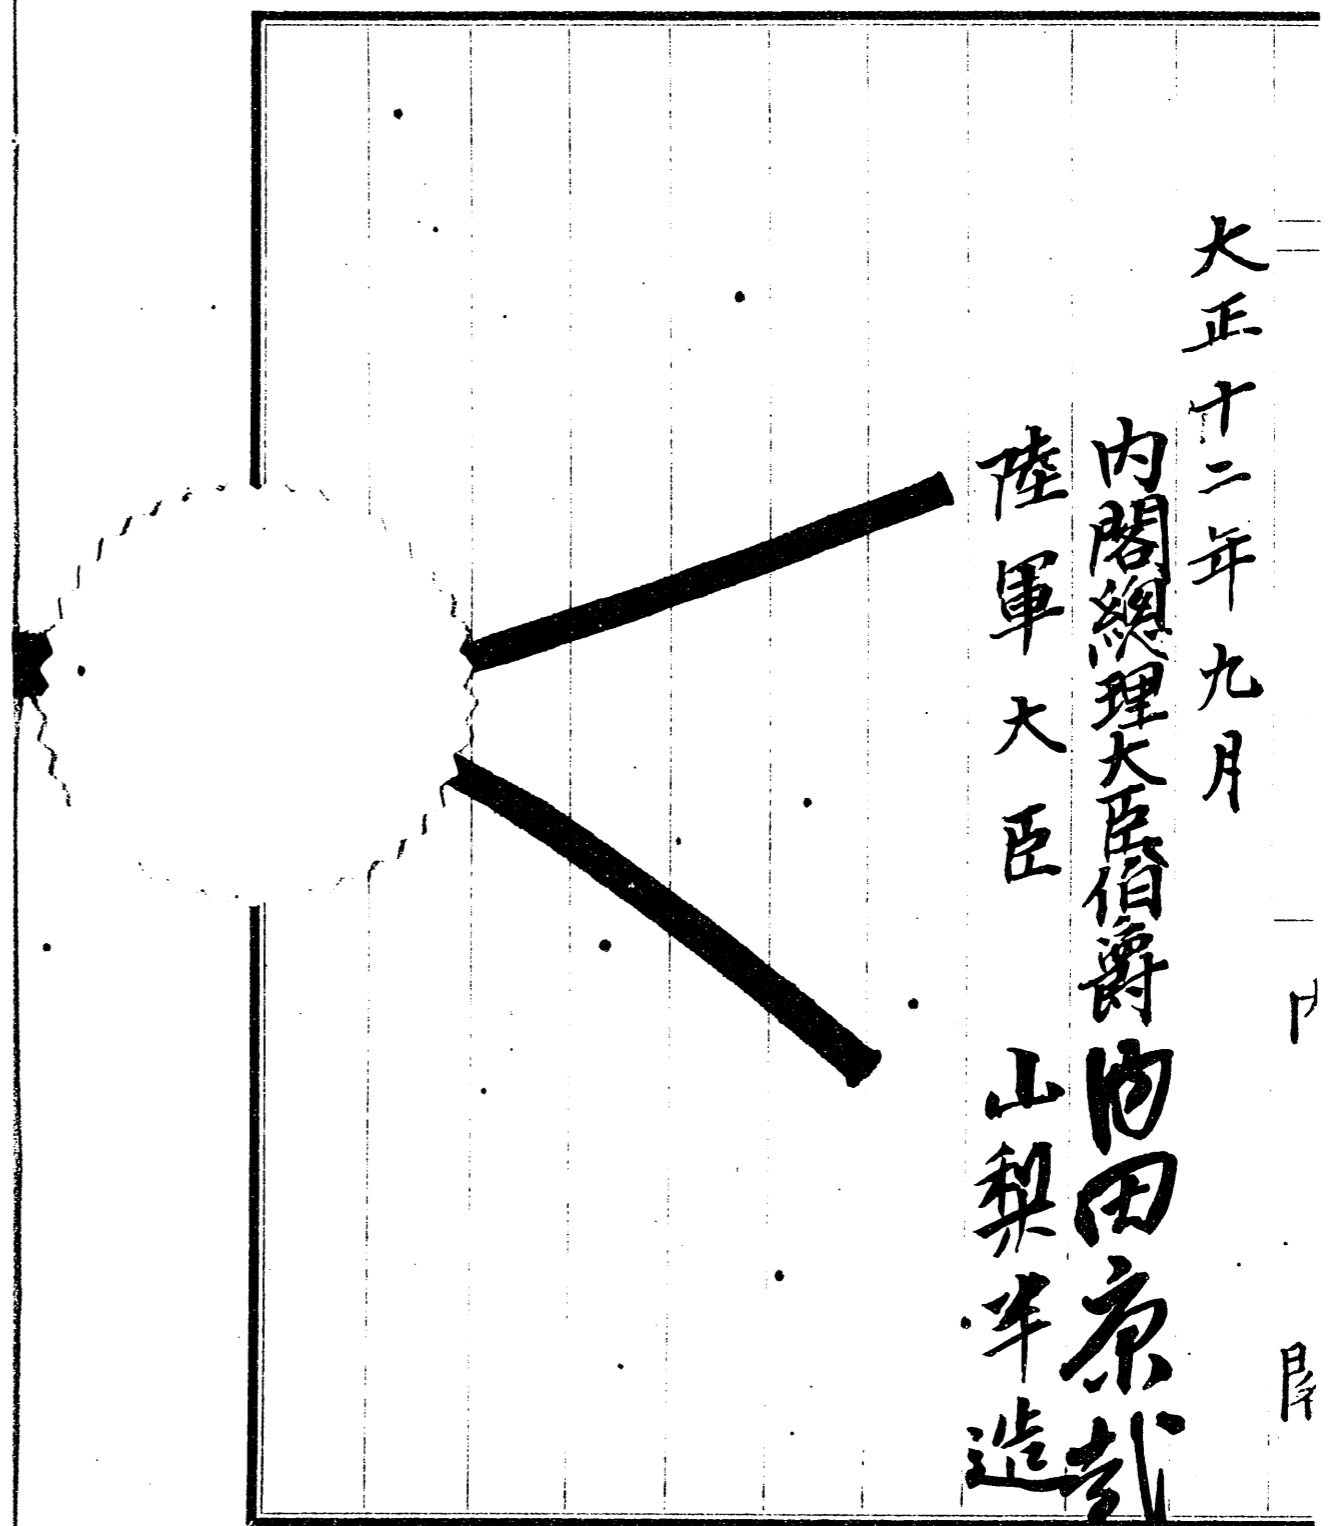 大正十二年九月
内閣總理大臣伯爵内田康哉
陸軍大臣 山梨半造